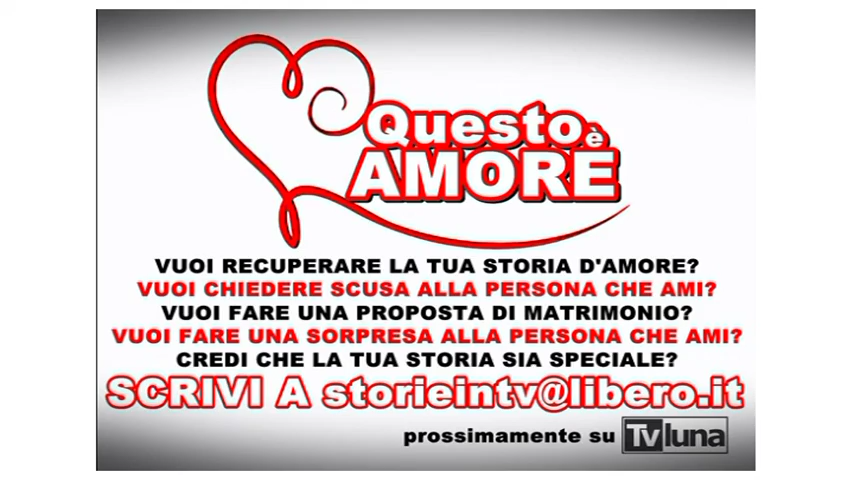 Questo è
AMORE
VUOI RECUPERARE LA TUA STORIA D'AMORE?
VUOI CHIEDERE SCUSA ALLA PERSONA CHE AMI?
VUOI FARE UNA PROPOSTA DI MATRIMONIO?
VUOI FARE UNA SORPRESA ALLA PERSONA CHE AMI?
CREDI CHE LA TUA STORIA SIA SPECIALE?
SCRIVI A storieintv@libero.it
prossimamente su Tv luna